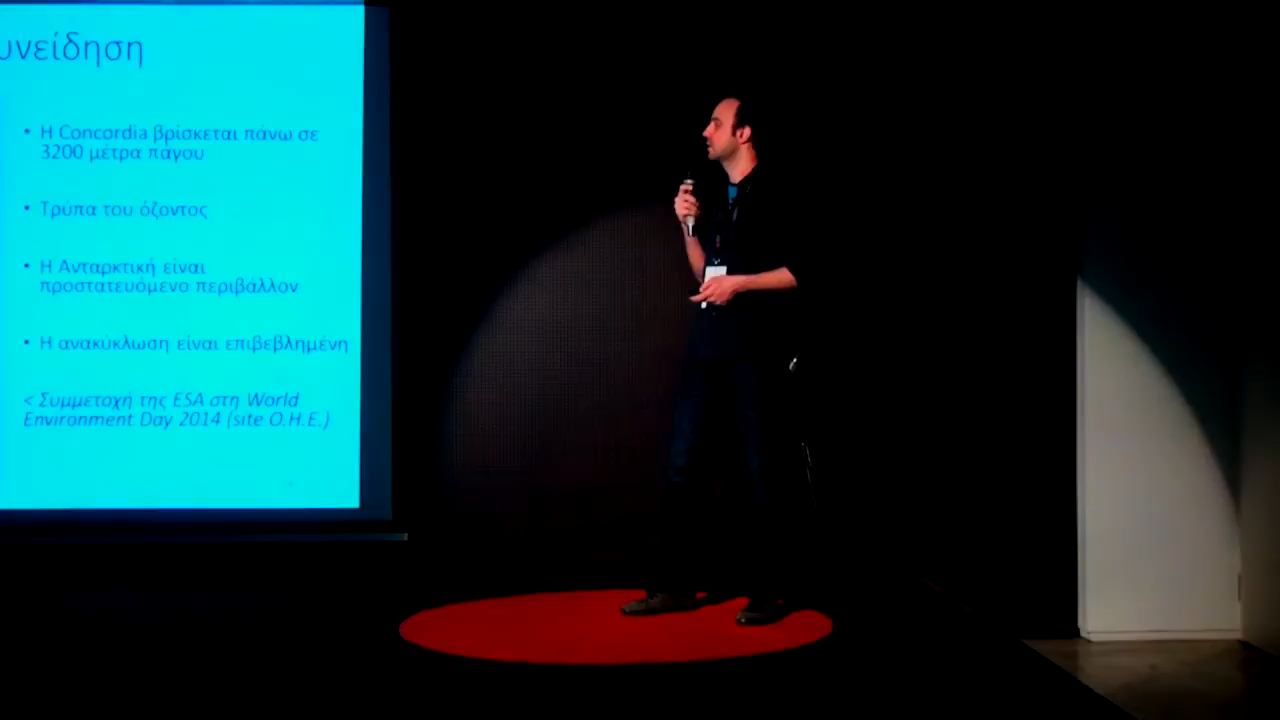 υνείδηση
• Η Concordia βρίσκεται πάνω σε
3200 μέτρα πάγου
• Τρύπα του όζοντος
• Η Ανταρκτική είναι
προστατευόμενο περιβάλλον
• Η ανακύκλωση είναι επιβεβλημένη
< Συμμετοχή της ESA στη World
Environment Day 2014 (site Ο.Η.Ε.)